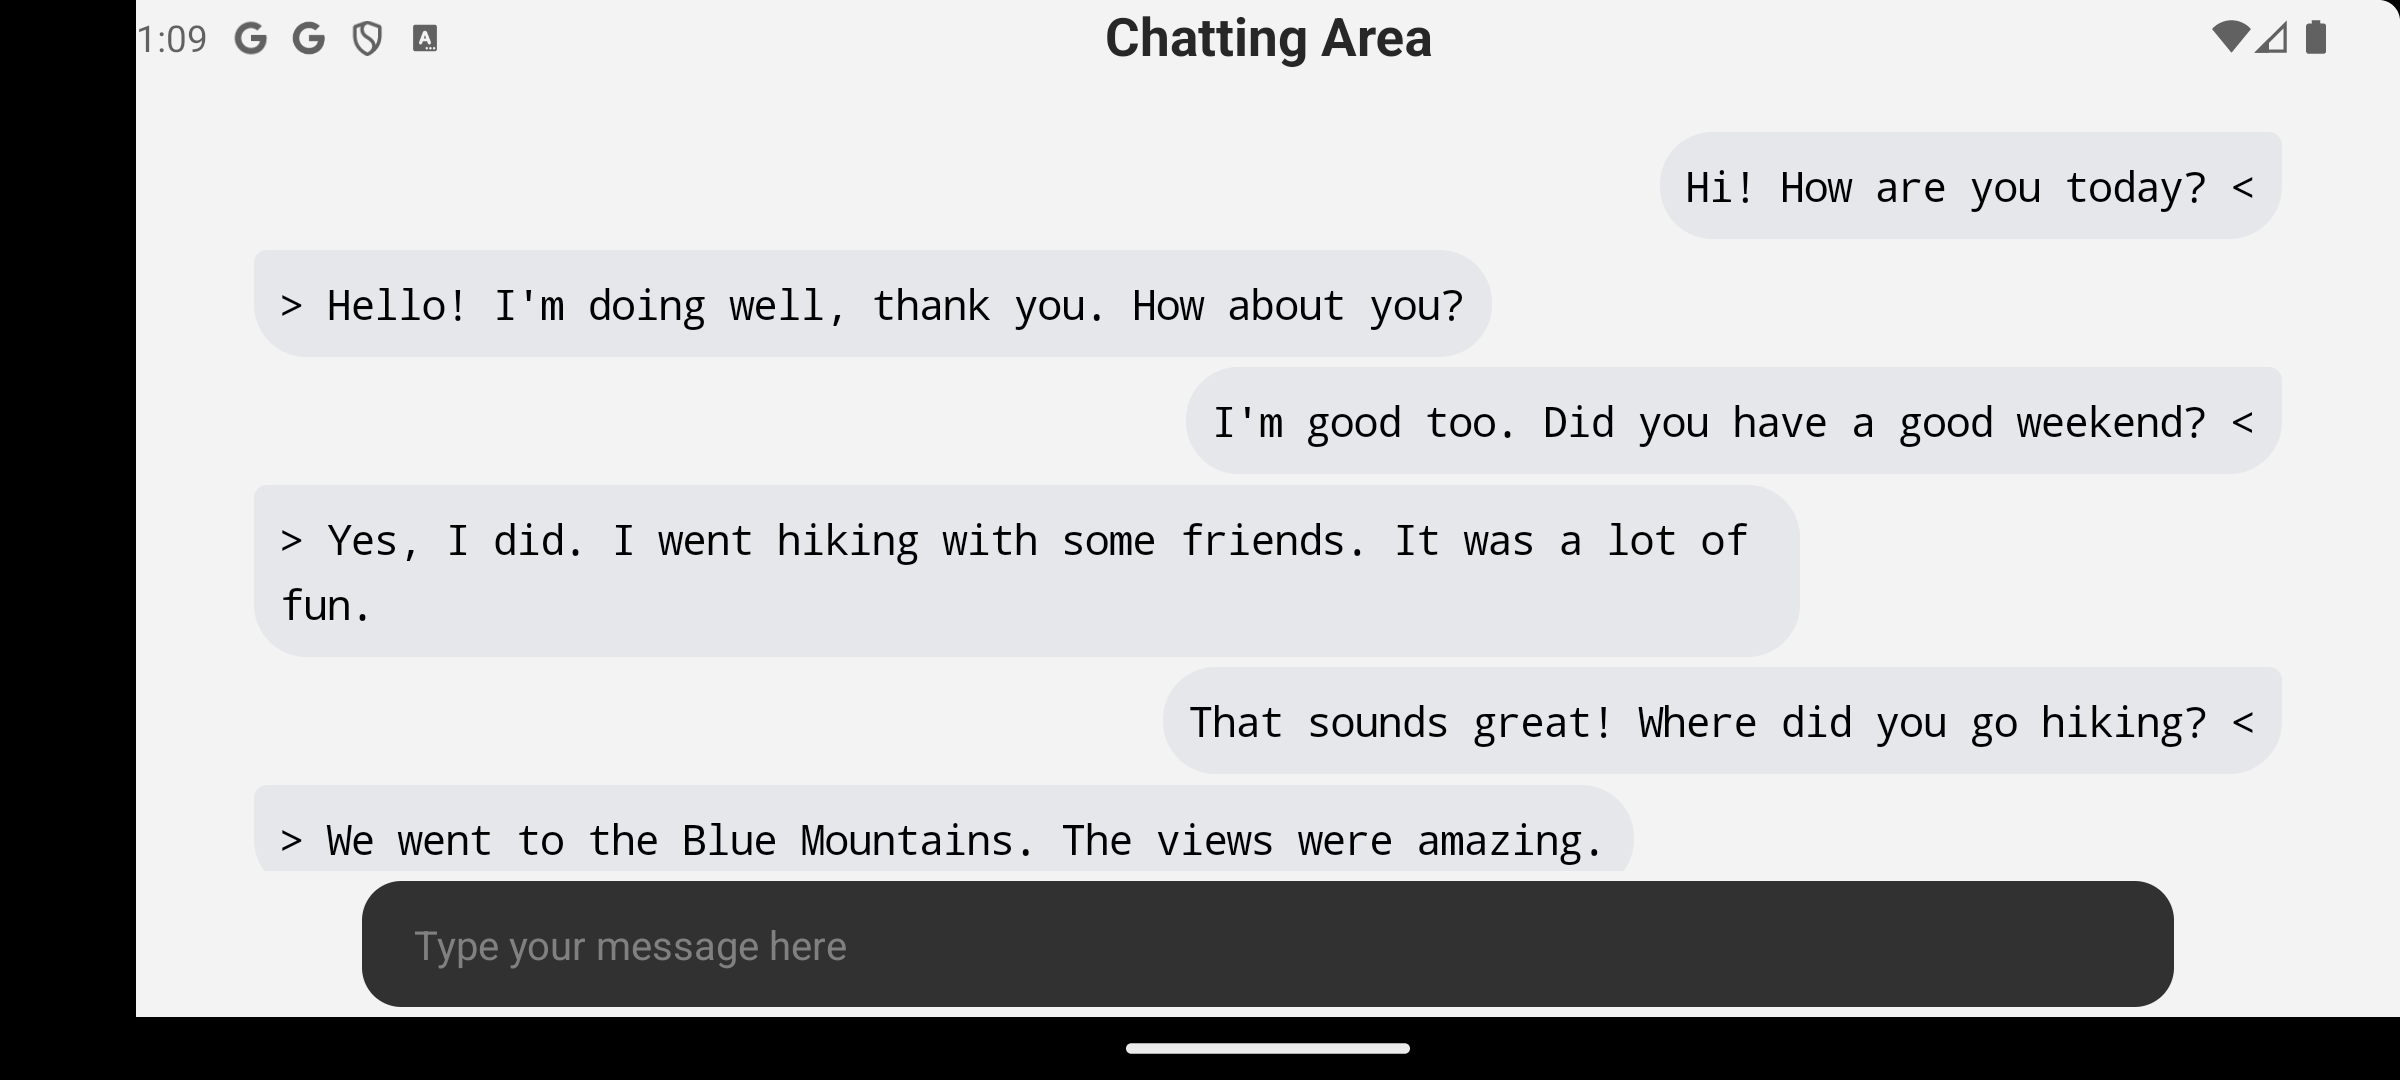 1:09
Chatting Area
Hi! How are you today? <
> Hello! I'm doing well, thank you. How about you?
I'm good too. Did you have a good weekend? <
> Yes, I did. I went hiking with some friends. It was a lot of
fun.
That sounds great! Where did you go hiking? <
> We went to the Blue Mountains. The views were amazing.
Type your message here